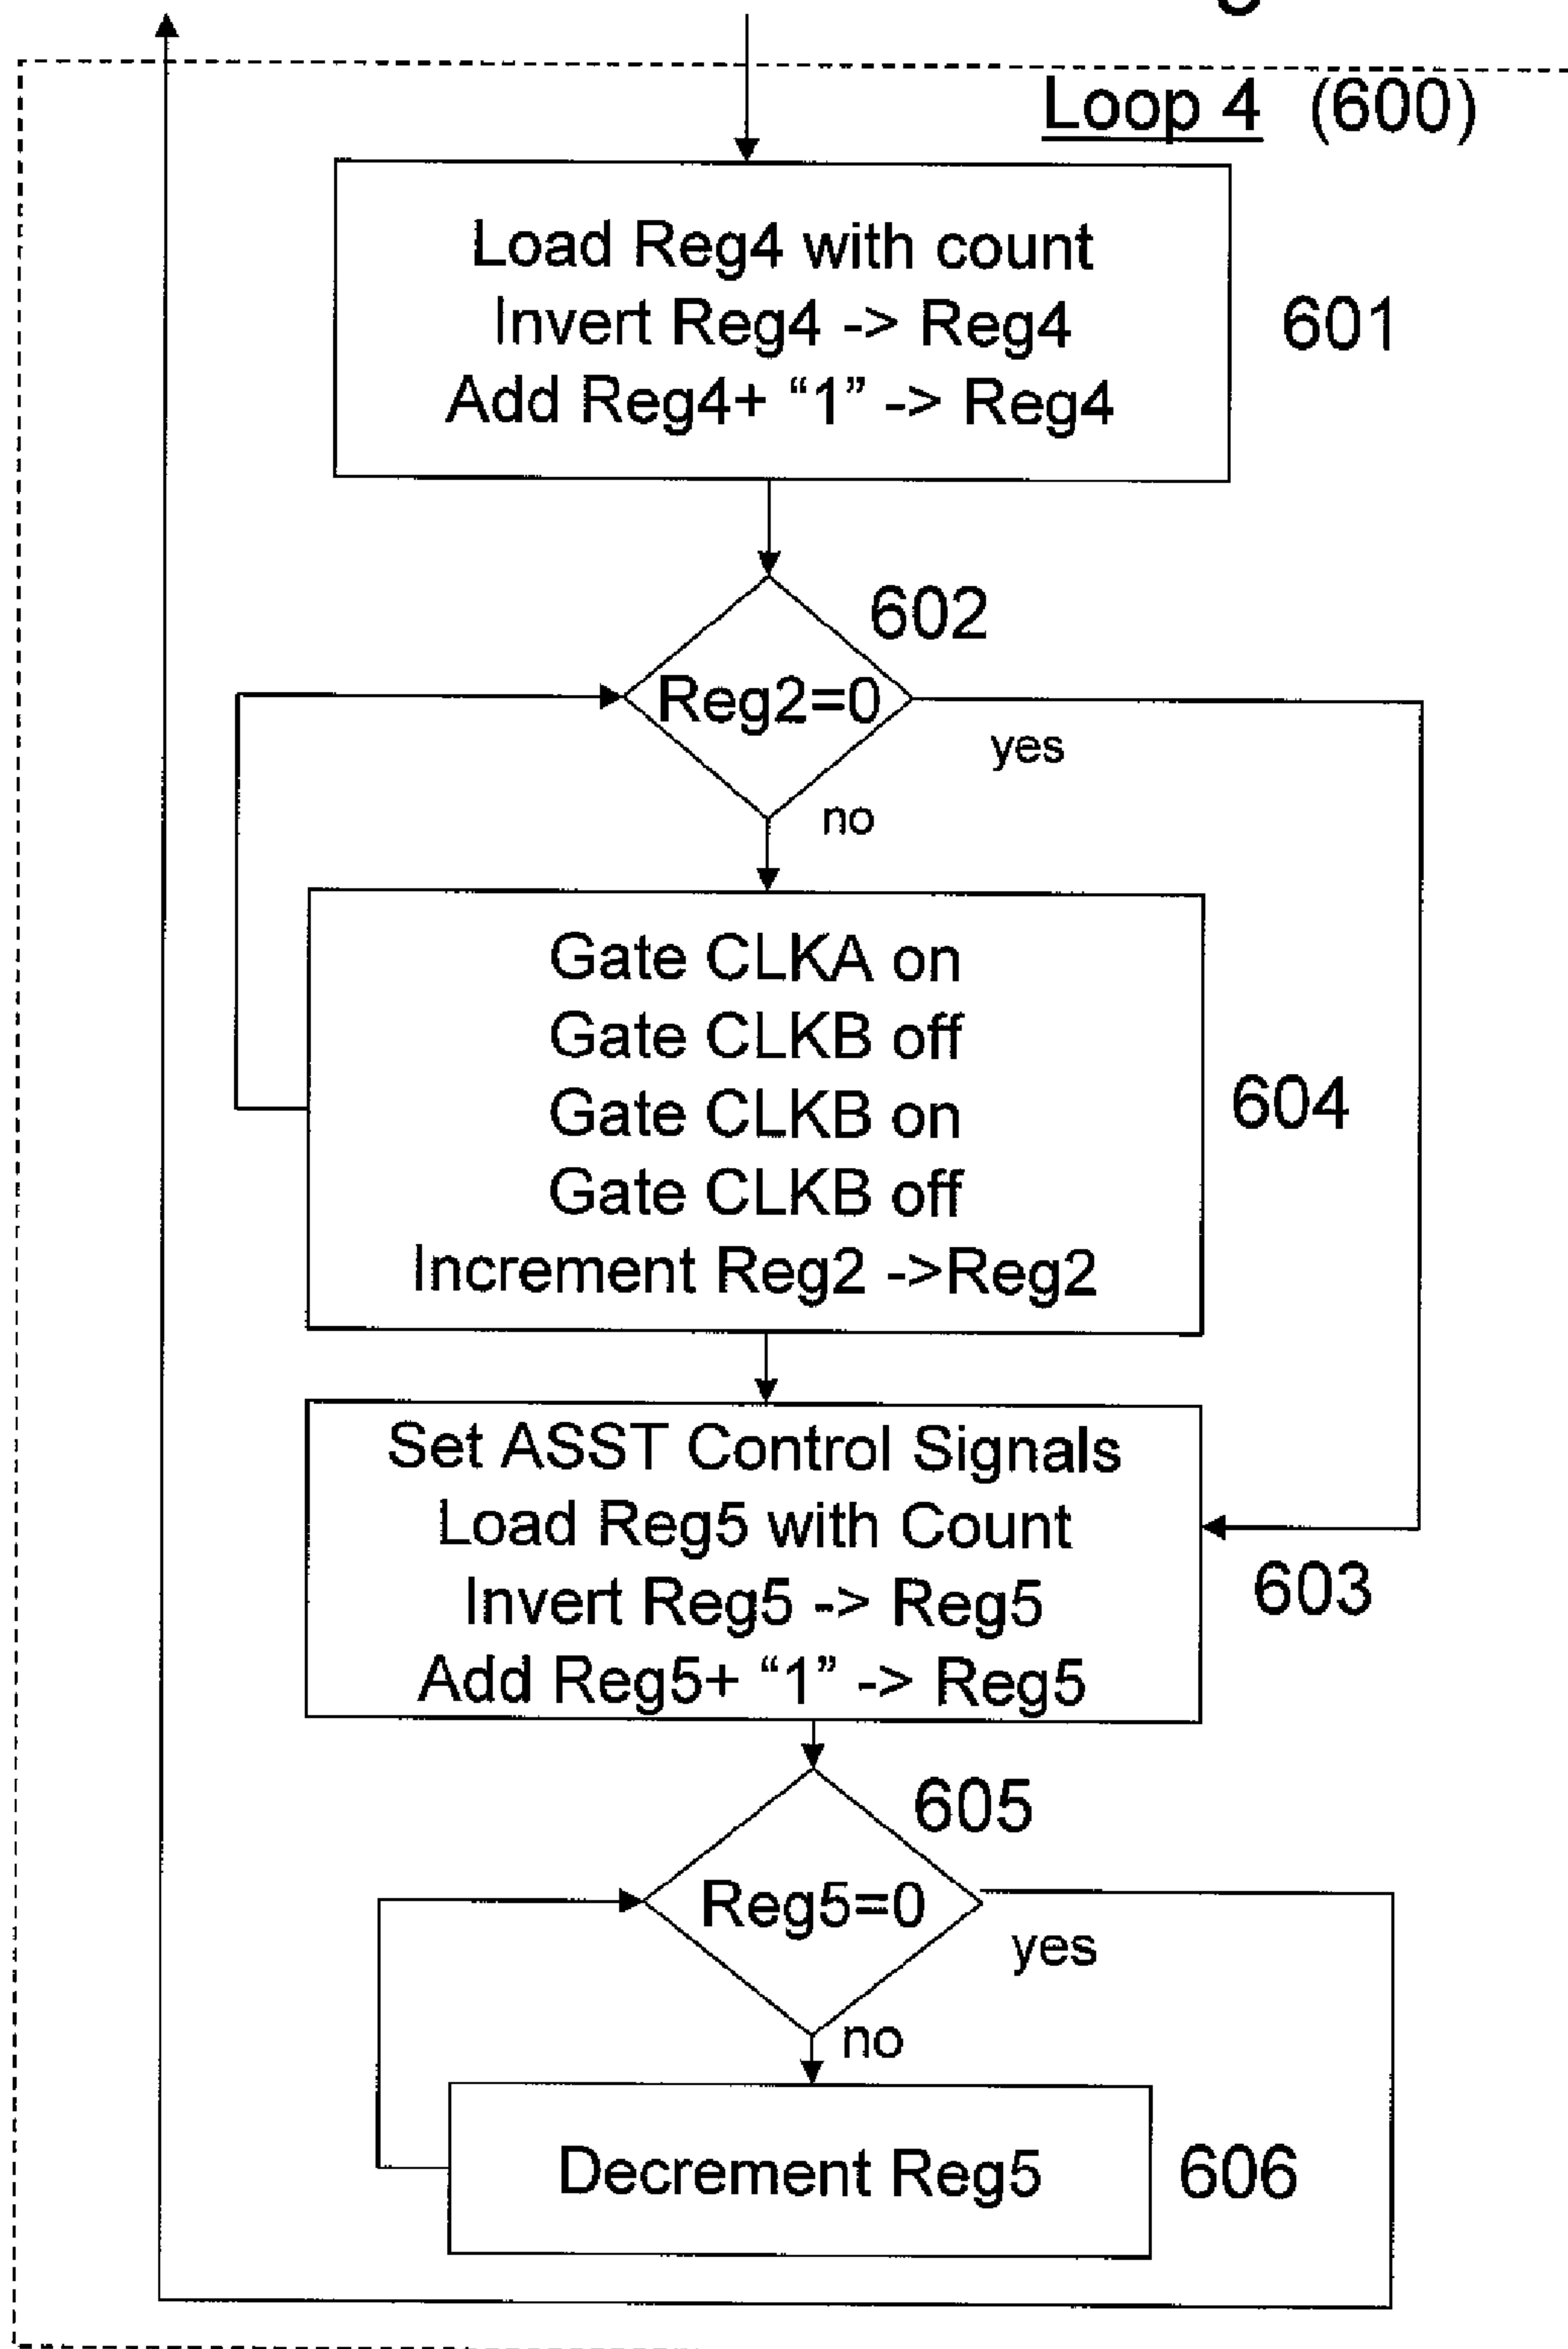 Loop 4 (600)
Load Reg4 with count
Invert Reg4 -> Reg4
Add Reg4+ “1” -> Reg4
601
602
Reg2=0
yes
no
Gate CLKA on
Gate CLKB off
Gate CLKB on
Gate CLKB off
Increment Reg2 ->Reg2
604
Set ASST Control Signals
Load Reg5 with Count
Invert Reg5 -> Reg5
Add Reg5+ “1” -> Reg5
603
605
Reg5=0
yes
no
Decrement Reg5
606